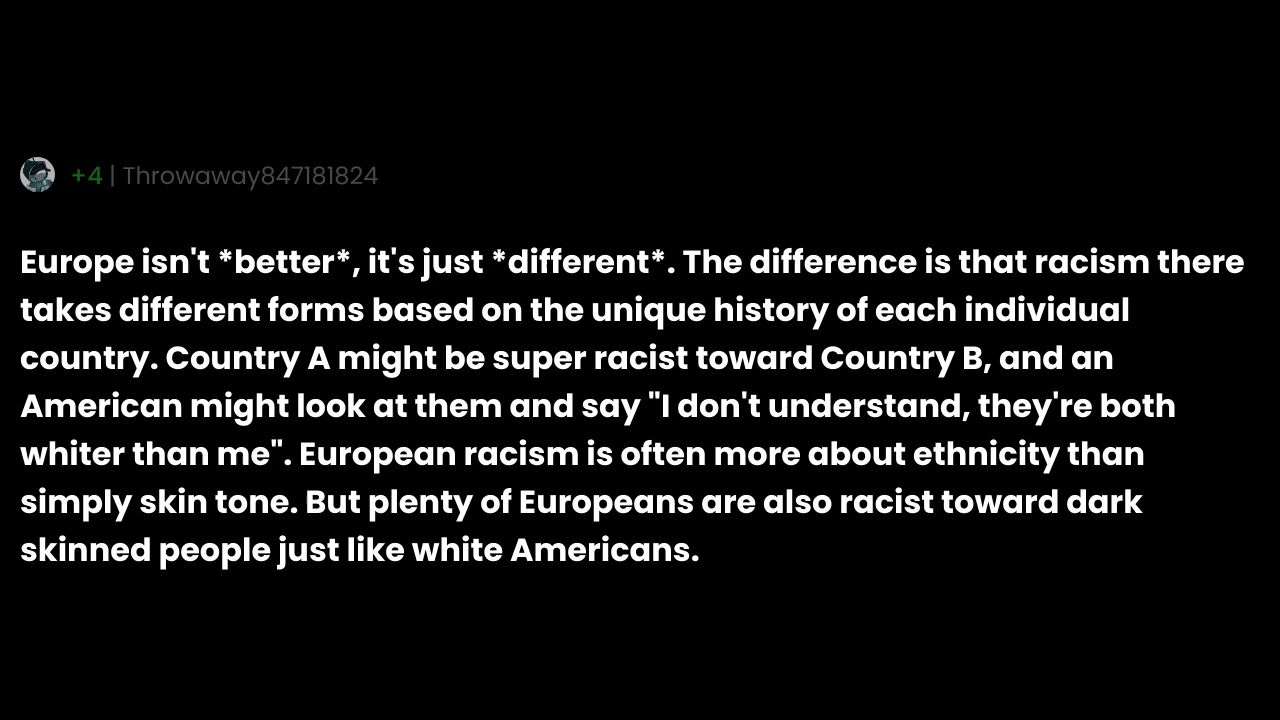 +4 | Throwaway847181824
Europe isn't *better*, it's just *different*. The difference is that racism there
takes different forms based on the unique history of each individual
country. Country A might be super racist toward Country B, and an
American might look at them and say "I don't understand, they're both
whiter than me". European racism is often more about ethnicity than
simply skin tone. But plenty of Europeans are also racist toward dark
skinned people just like white Americans.